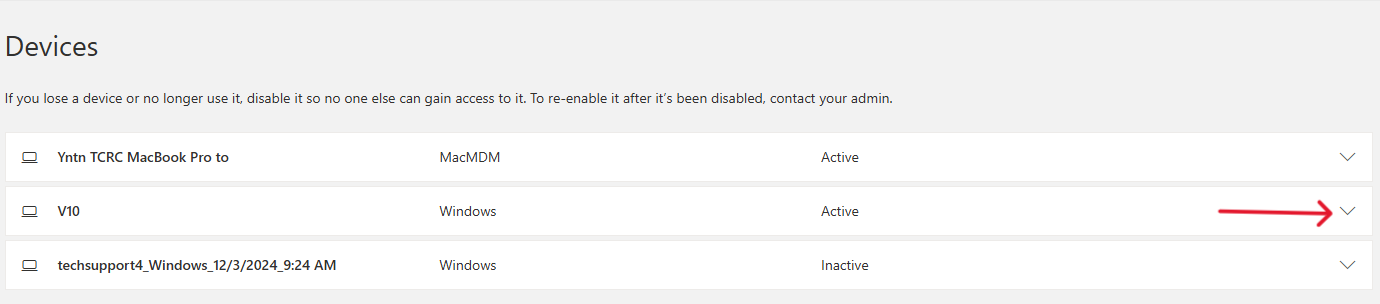 Devices
If you lose a device or no longer use it, disable it so no one else can gain access to it. To re-enable it after it’s been disabled, contact your admin.
Yntn TCRC MacBook Pro to MacMDM Active
V10 Windows Active
techsupport4_Windows_12/3/2024_9:24 AM Windows Inactive